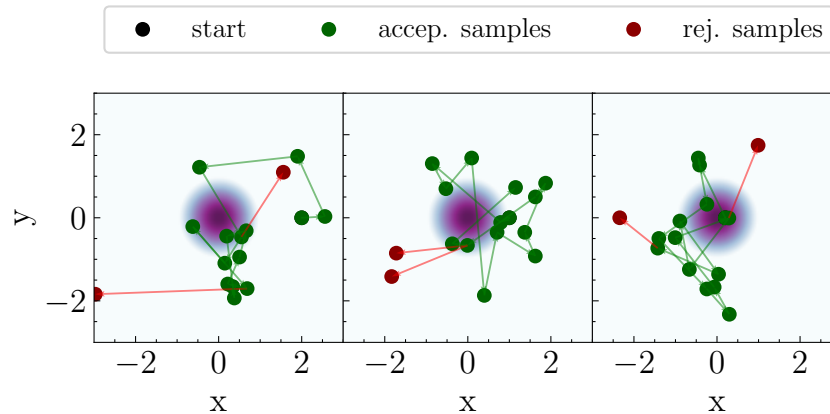 start accep. samples rej. samples
y
2
0
−2
−2 0 2 −2 0 2 −2 0 2
x x x